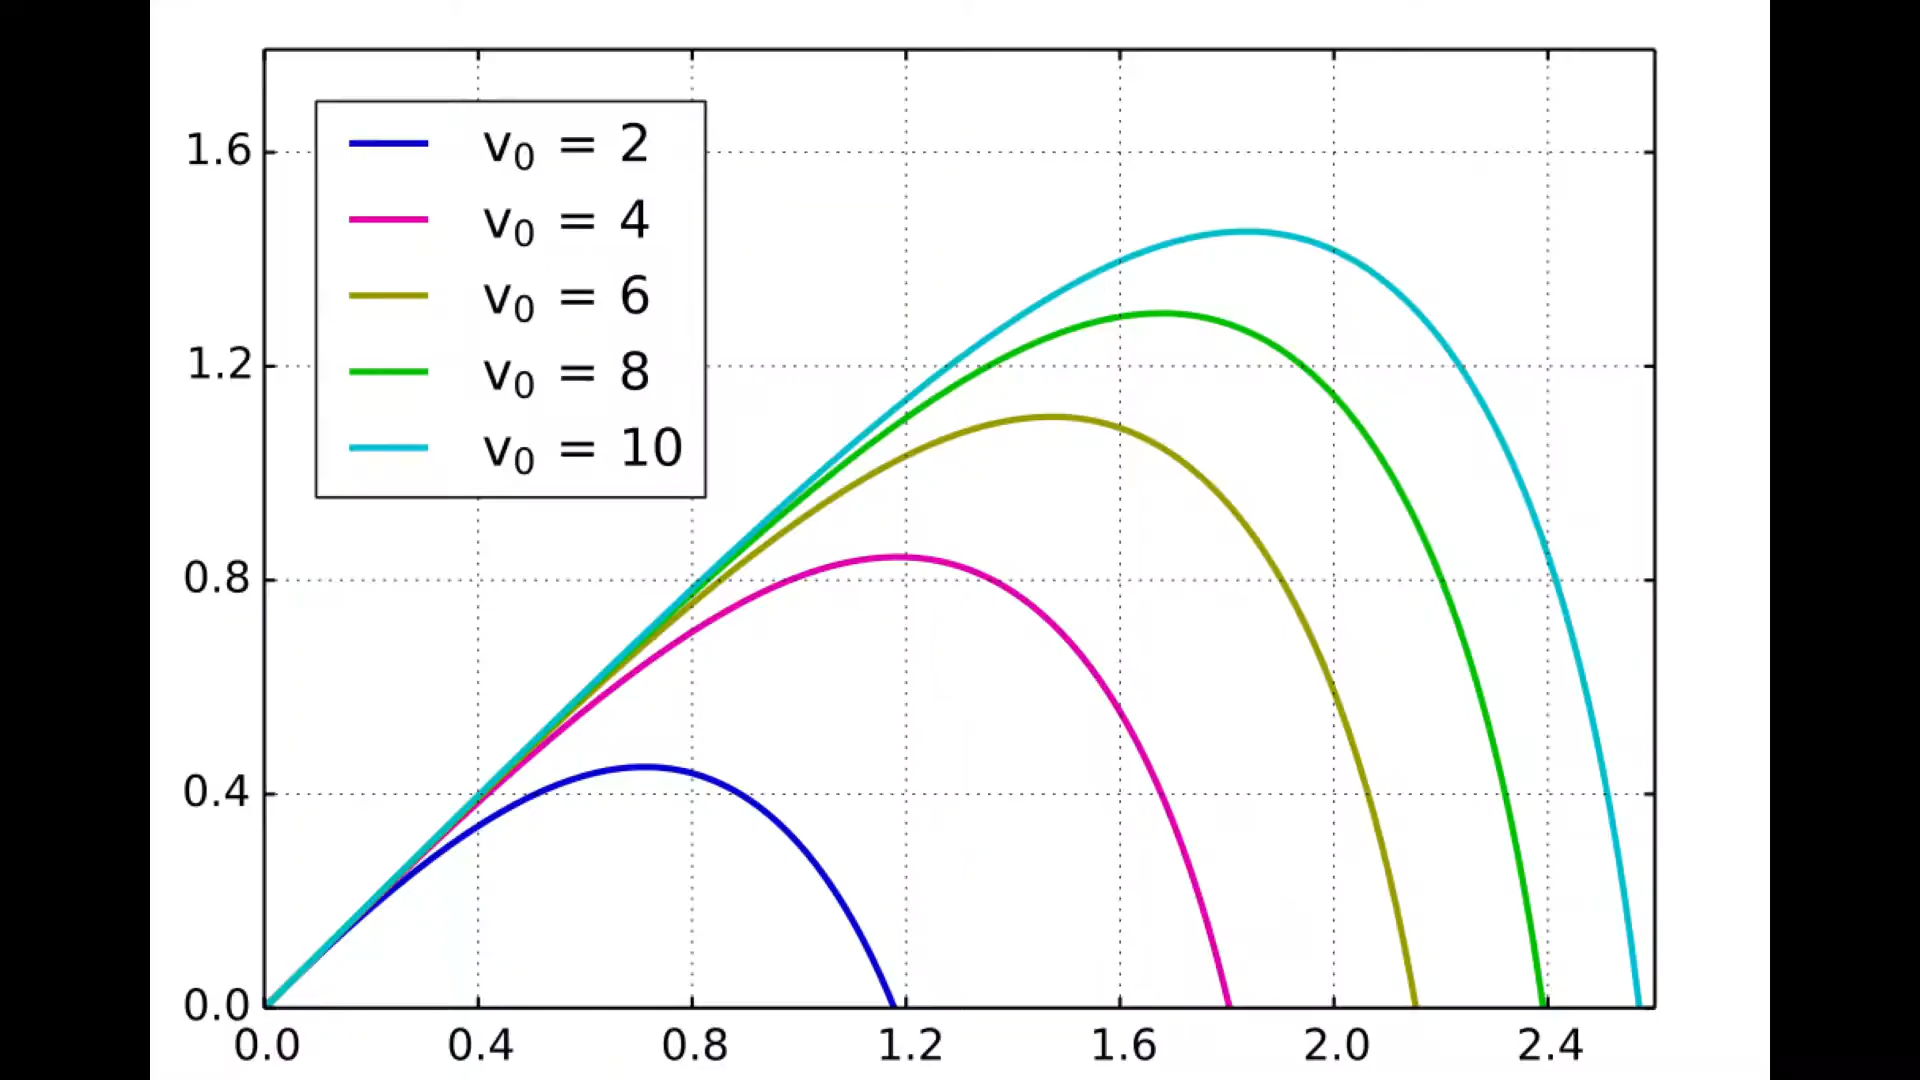 v₀ = 2
v₀ = 4
v₀ = 6
v₀ = 8
v₀ = 10
1.6
1.2
0.8
0.4
0.0
0.0 0.4 0.8 1.2 1.6 2.0 2.4